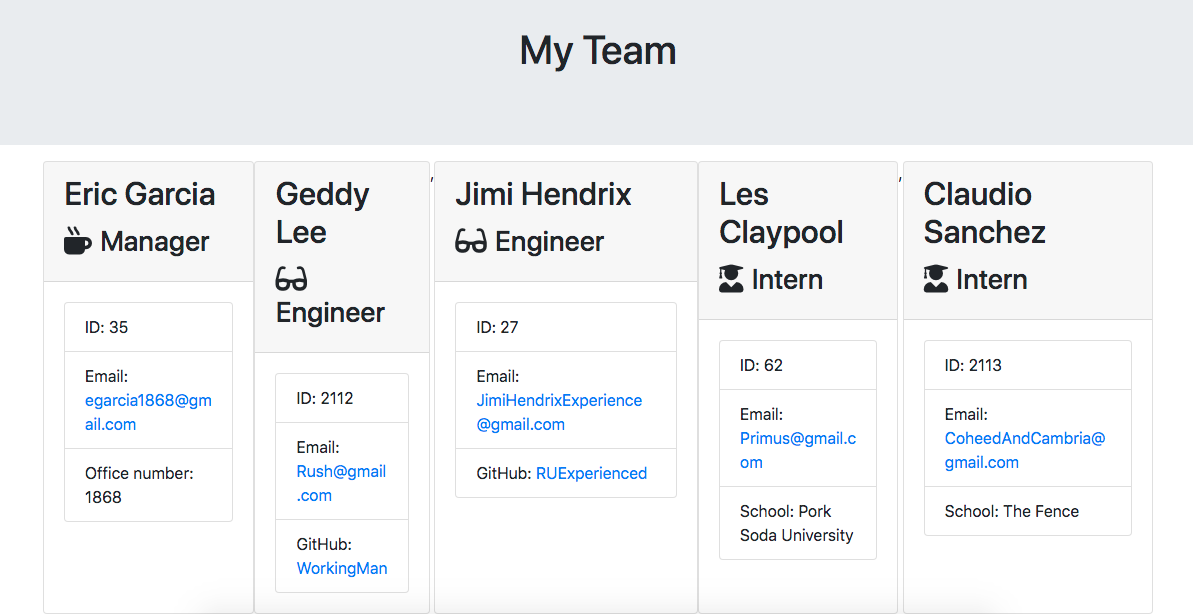 My Team
Eric Garcia
Manager
ID: 35
Email:
egarcia1868@gm
ail.com
Office number:
1868
Geddy
Lee
Engineer
ID: 2112
Email:
Rush@gmail
.com
GitHub:
WorkingMan
,
Jimi Hendrix
Engineer
ID: 27
Email:
JimiHendrixExperience
@gmail.com
GitHub: RUExperienced
Les
Claypool
Intern
ID: 62
Email:
Primus@gmail.c
om
School: Pork
Soda University
,
Claudio
Sanchez
Intern
ID: 2113
Email:
CoheedAndCambria@
gmail.com
School: The Fence